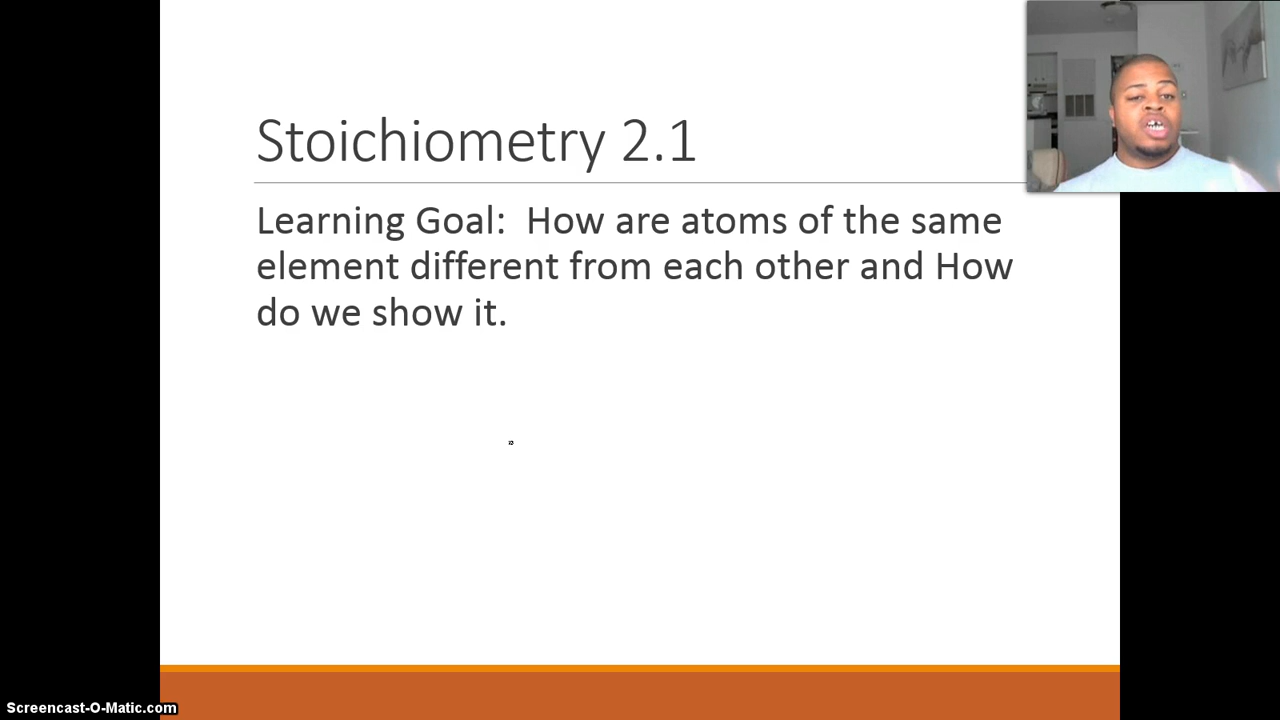 Stoichiometry 2.1
Learning Goal:  How are atoms of the same
element different from each other and How
do we show it.
Screencast-O-Matic.com